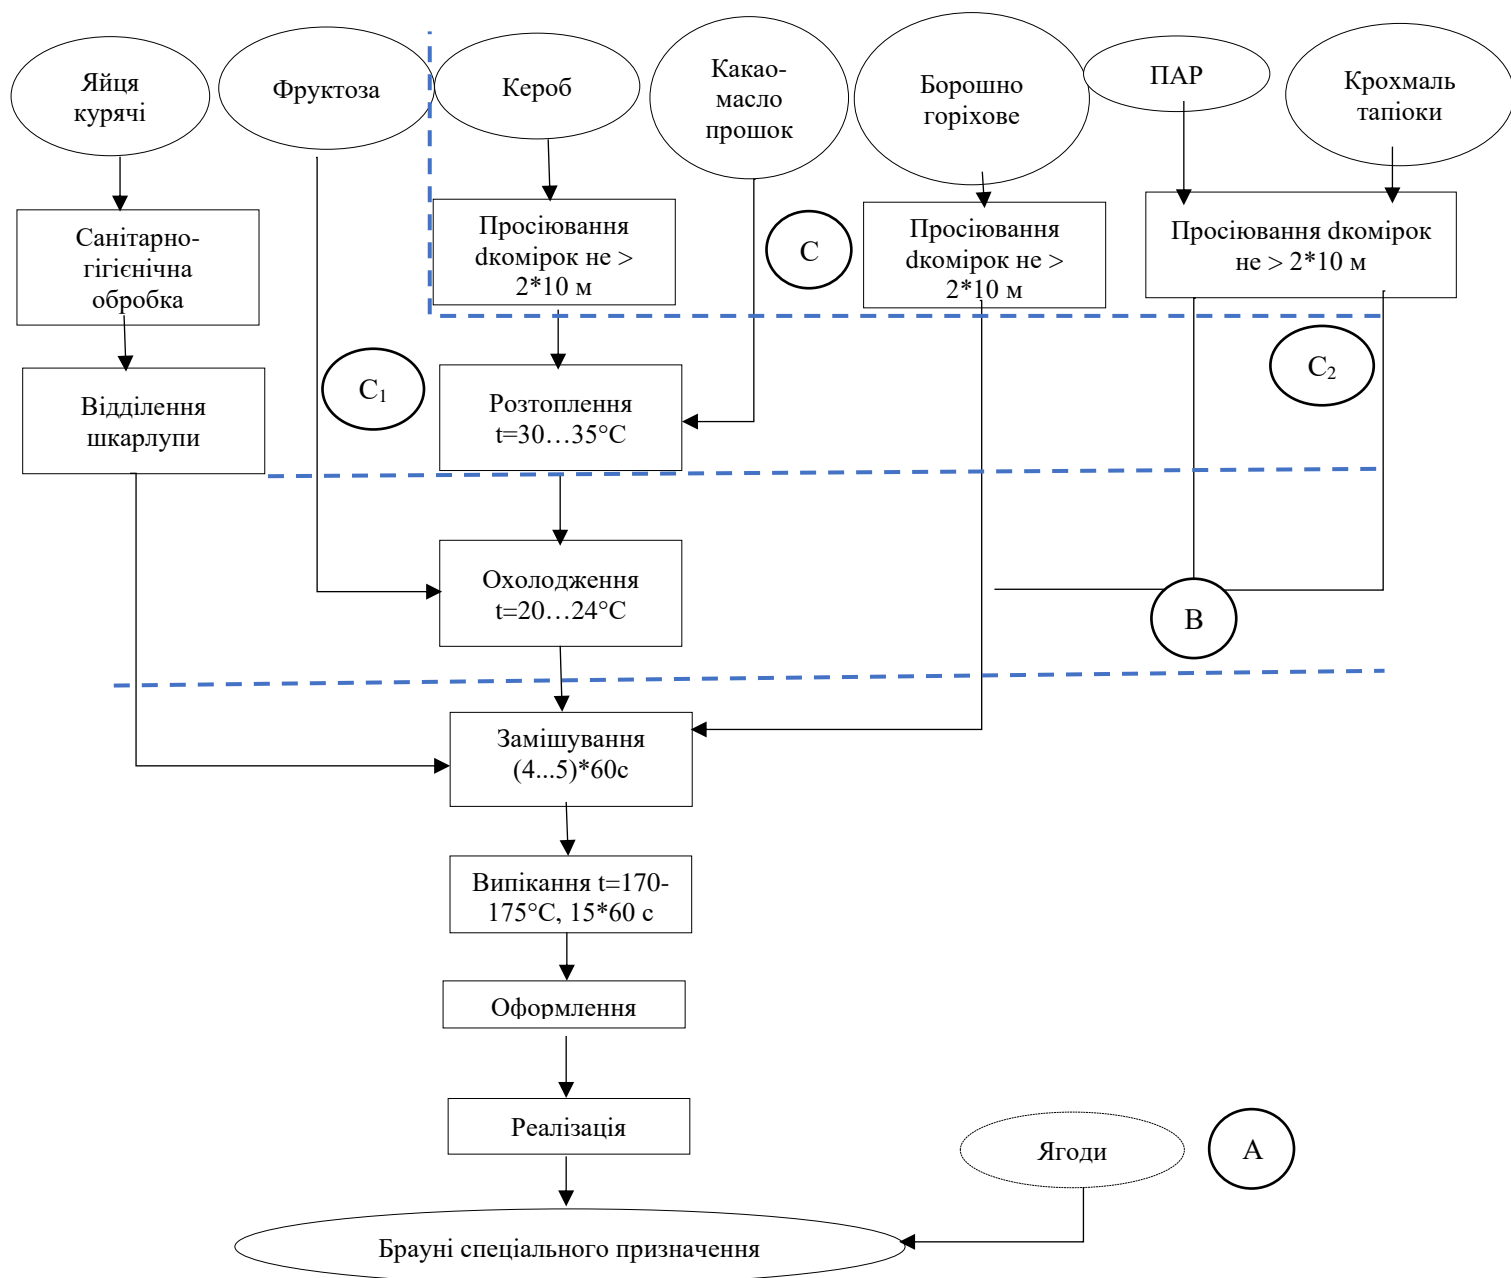 Яйця
курячі
Фруктоза
Кероб
Какао-
масло
прошок
Борошно
горіхове
ПАР
Крохмаль
тапіоки
Санітарно-
гігієнічна
обробка
Просіювання
dкомірок не >
2*10 м
С
Просіювання
dкомірок не >
2*10 м
Просіювання dкомірок
не > 2*10 м
Відділення
шкарлупи
С₁
Розтоплення
t=30…35°С
С₂
Охолодження
t=20…24°С
В
Замішування
(4...5)*60с
Випікання t=170-
175°С, 15*60 с
Оформлення
Реалізація
Ягоди
А
Брауні спеціального призначення